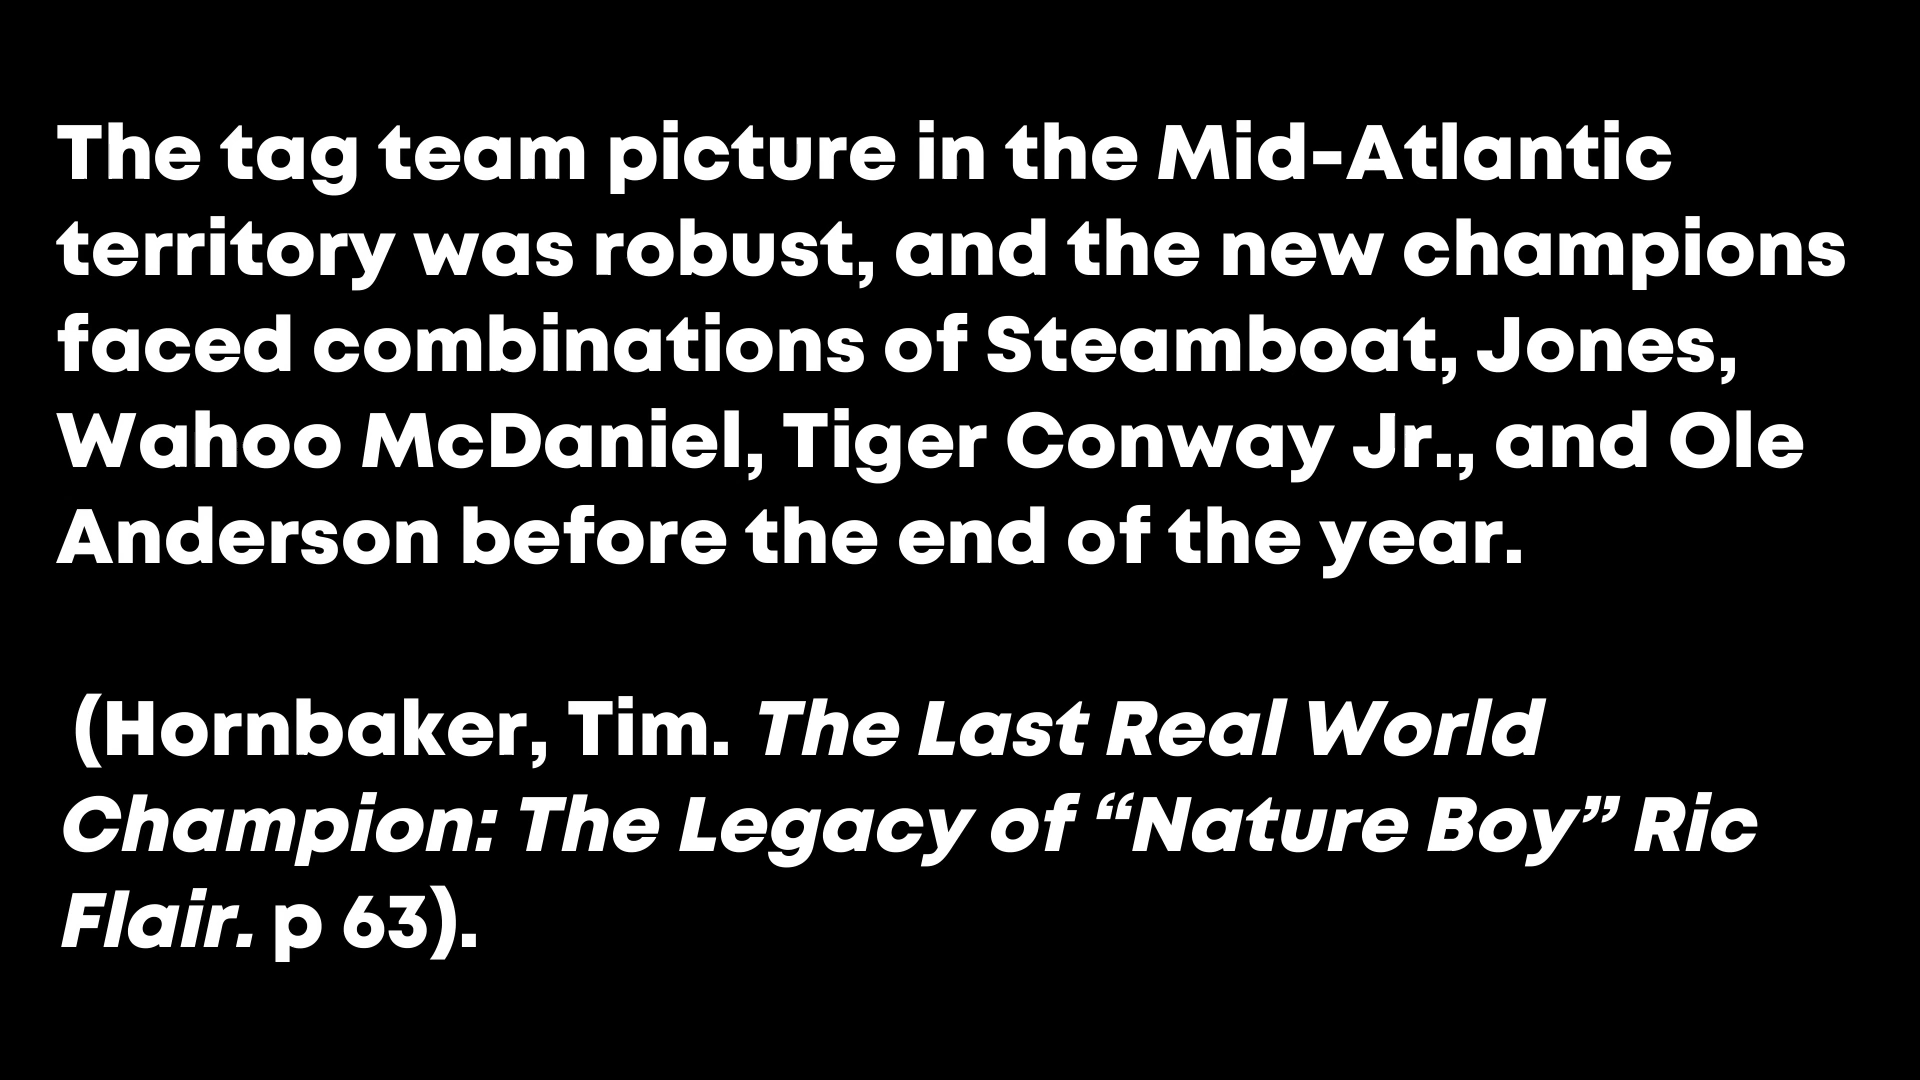 The tag team picture in the Mid-Atlantic
territory was robust, and the new champions
faced combinations of Steamboat, Jones,
Wahoo McDaniel, Tiger Conway Jr., and Ole
Anderson before the end of the year.
(Hornbaker, Tim. The Last Real World
Champion: The Legacy of “Nature Boy” Ric
Flair. p 63).